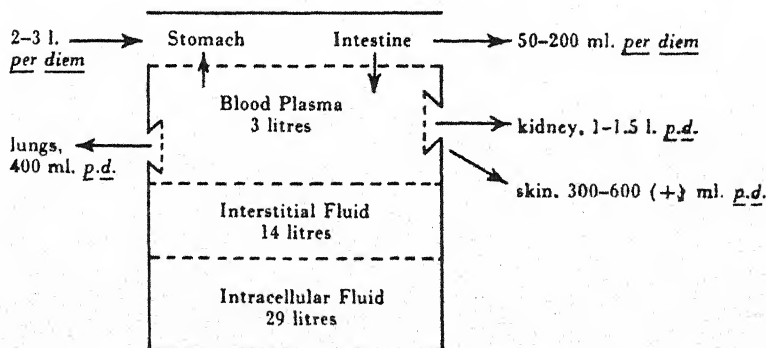 2–3 l.
per diem
Stomach
Intestine
50–200 ml. per diem
Blood Plasma
3 litres
lungs,
400 ml. p.d.
kidney, 1–1.5 l. p.d.
skin, 300–600 (+) ml. p.d.
Interstitial Fluid
14 litres
Intracellular Fluid
29 litres